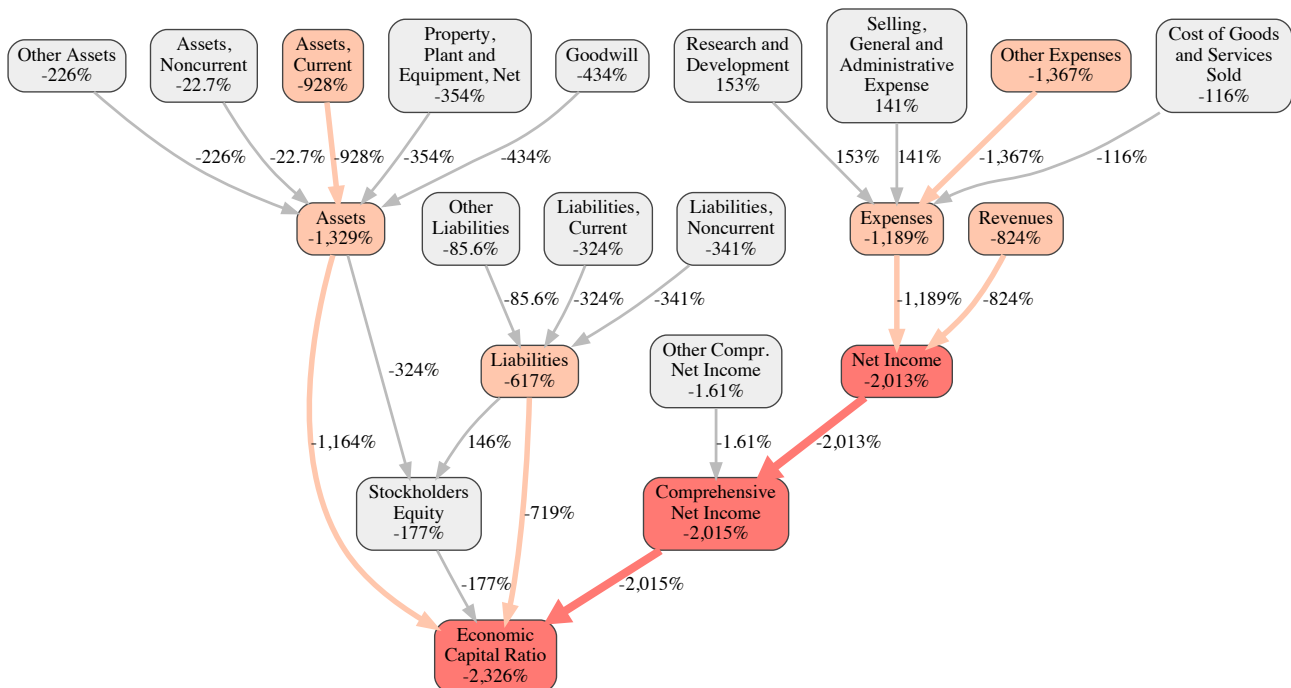 Other Assets
-226%
Assets,
Noncurrent
-22.7%
Assets,
Current
-928%
Property,
Plant and
Equipment, Net
-354%
Goodwill
-434%
Research and
Development
153%
Selling,
General and
Administrative
Expense
141%
Other Expenses
-1,367%
Cost of Goods
and Services
Sold
-116%
-226%
-22.7%
-928%
-354%
-434%
153%
141%
-1,367%
-116%
Assets
-1,329%
Other
Liabilities
-85.6%
Liabilities,
Current
-324%
Liabilities,
Noncurrent
-341%
Expenses
-1,189%
Revenues
-824%
-85.6%
-324%
-341%
-1,189%
-824%
Liabilities
-617%
Other Compr.
Net Income
-1.61%
Net Income
-2,013%
-324%
-1,164%
146%
-1.61%
-2,013%
Stockholders
Equity
-177%
-719%
Comprehensive
Net Income
-2,015%
-177%
-2,015%
Economic
Capital Ratio
-2,326%